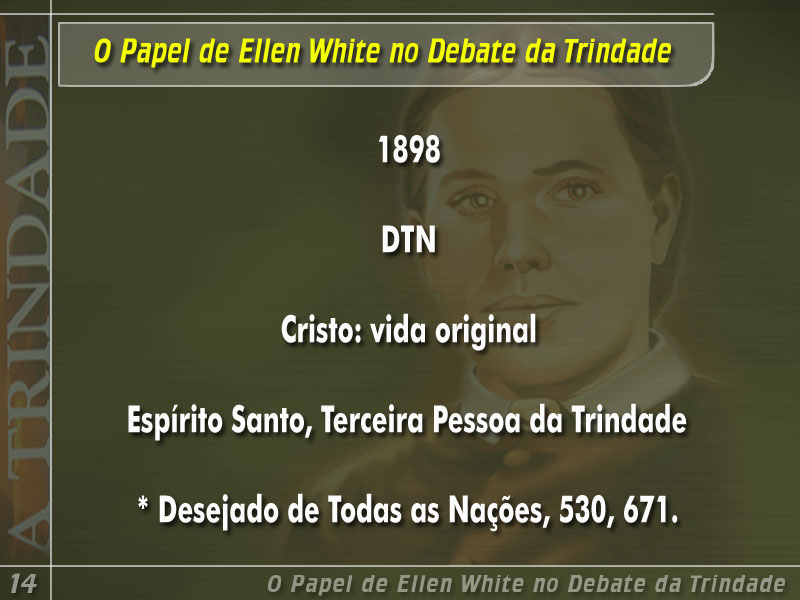 O Papel de Ellen White no Debate da Trindade
A TRINDADE
1898
DTN
Cristo: vida original
Espírito Santo, Terceira Pessoa da Trindade
* Desejado de Todas as Nações, 530, 671.
14
O Papel de Ellen White no Debate da Trindade